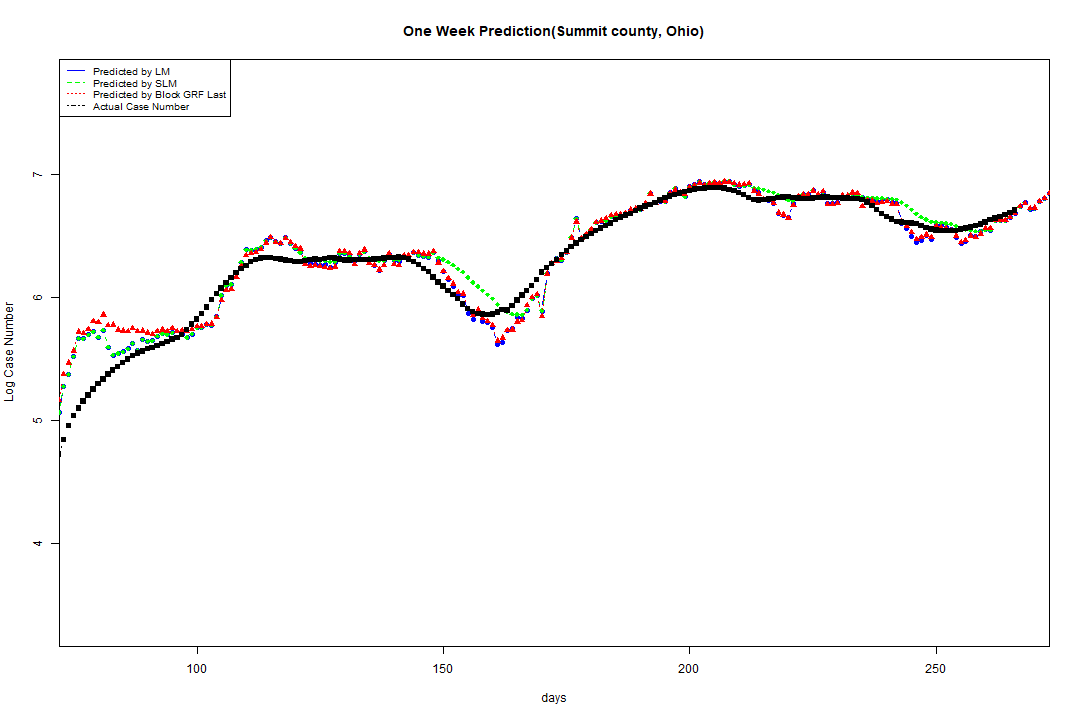 One Week Prediction(Summit county, Ohio)
Predicted by LM
Predicted by SLM
Predicted by Block GRF Last
Actual Case Number
7
6
5
4
Log Case Number
100 150 200 250
days